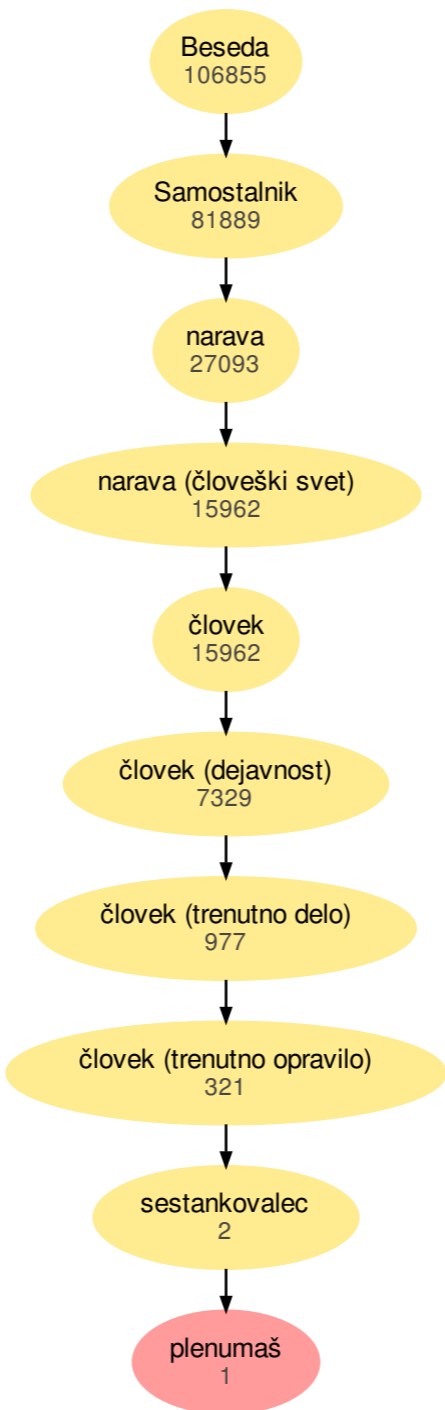 Beseda
106855
Samostalnik
81889
narava
27093
narava (človeški svet)
15962
človek
15962
človek (dejavnost)
7329
človek (trenutno delo)
977
človek (trenutno opravilo)
321
sestankovalec
2
plenumaš
1